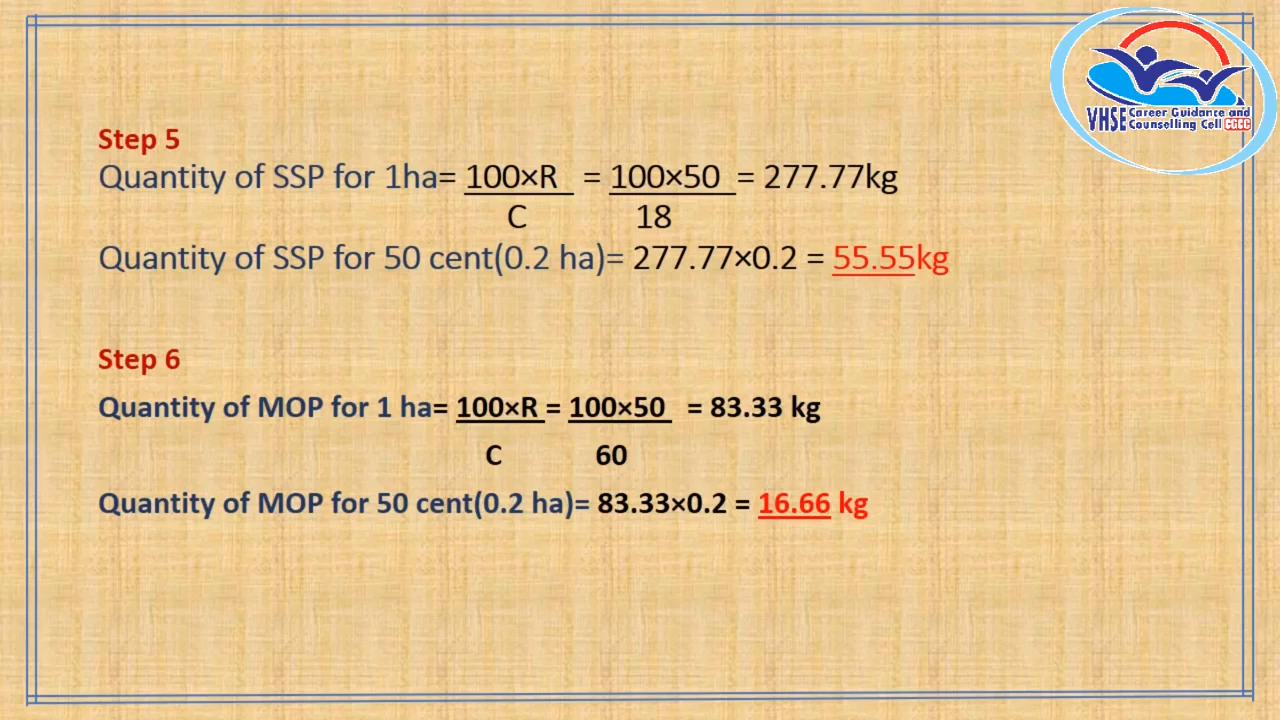 VHSE Career Guidance and
Counselling Cell CGCC
Step 5
Quantity of SSP for 1ha= 100×R = 100×50 = 277.77kg
C 18
Quantity of SSP for 50 cent(0.2 ha)= 277.77×0.2 = 55.55kg
Step 6
Quantity of MOP for 1 ha= 100×R = 100×50 = 83.33 kg
C 60
Quantity of MOP for 50 cent(0.2 ha)= 83.33×0.2 = 16.66 kg